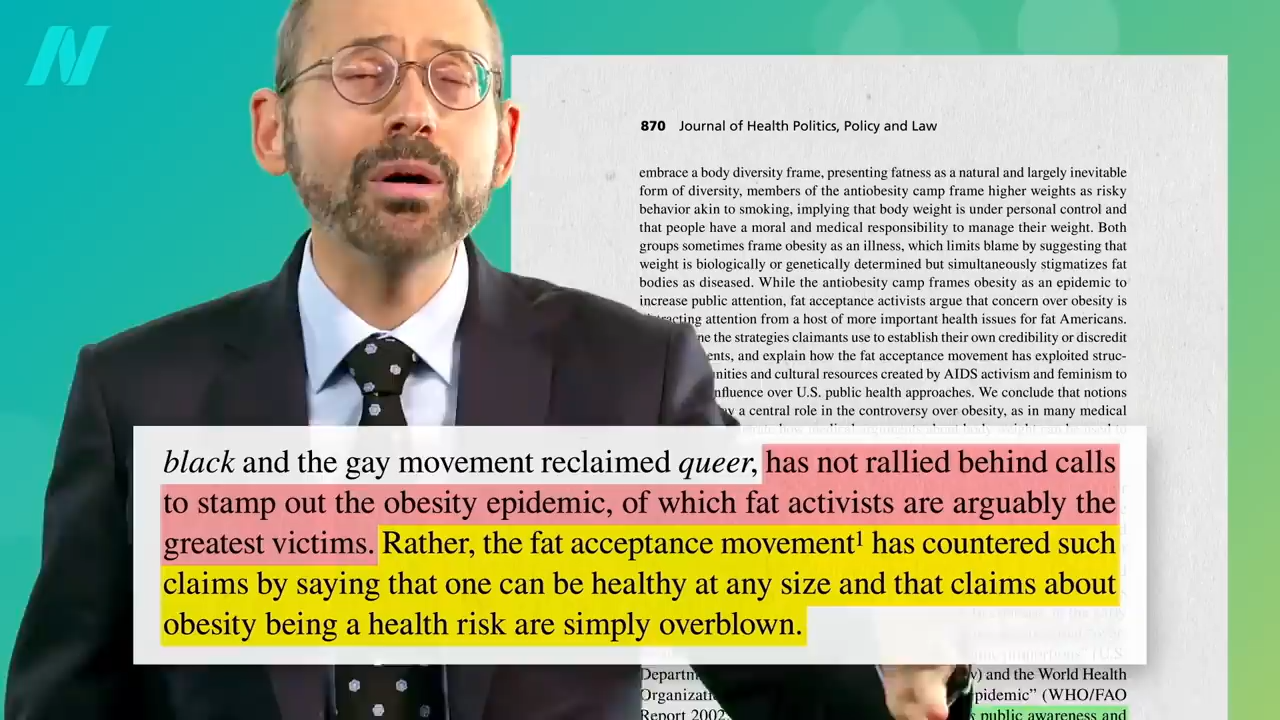 870 Journal of Health Politics, Policy and Law
embrace a body diversity frame, presenting fatness as a natural and largely inevitable
form of diversity, members of the antiobesity camp frame higher weights as risky
behavior akin to smoking, implying that body weight is under personal control and
that people have a moral and medical responsibility to manage their weight. Both
groups sometimes frame obesity as an illness, which limits blame by suggesting that
weight is biologically or genetically determined but simultaneously stigmatizes fat
bodies as diseased. While the antiobesity camp frames obesity as an epidemic to
increase public attention, fat acceptance activists argue that concern over obesity is
attention from a host of more important health issues for fat Americans.
the strategies claimants use to establish their own credibility or discredit
and explain how the fat acceptance movement has exploited struc-
and cultural resources created by AIDS activism and feminism to
over U.S. public health approaches. We conclude that notions
a central role in the controversy over obesity, as in many medical
black and the gay movement reclaimed queer, has not rallied behind calls
to stamp out the obesity epidemic, of which fat activists are arguably the
greatest victims. Rather, the fat acceptance movement¹ has countered such
claims by saying that one can be healthy at any size and that claims about
obesity being a health risk are simply overblown.
and the World Health
(WHO/FAO
Report 2002
public awareness and